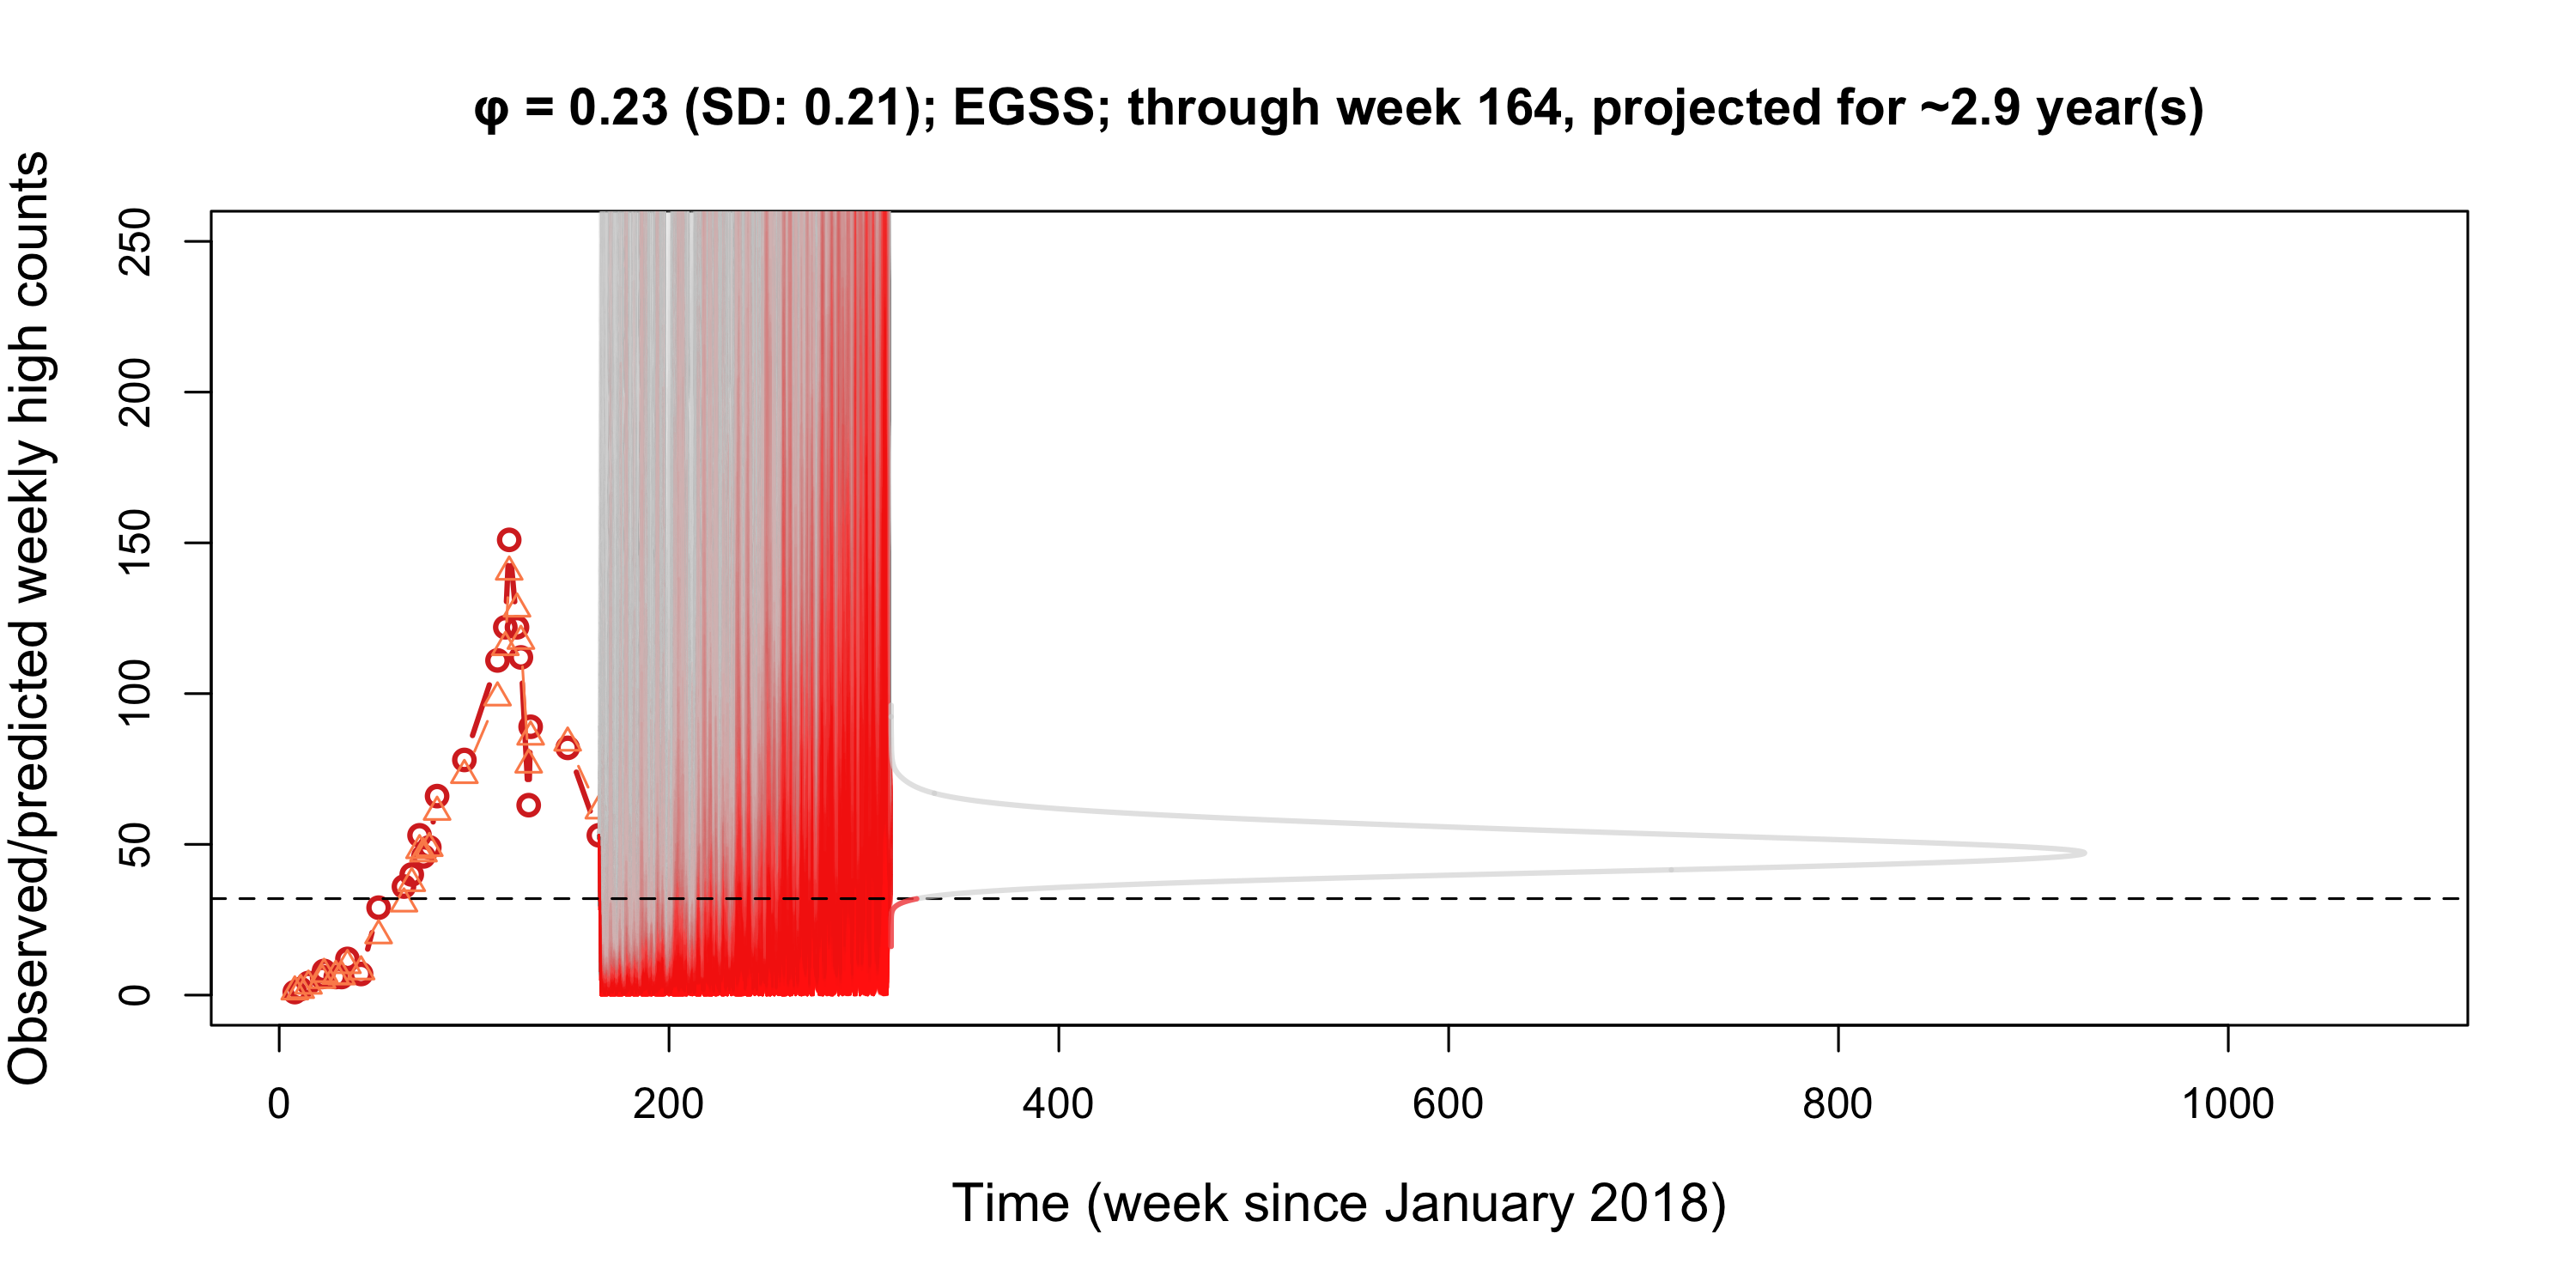 φ = 0.23 (SD: 0.21); EGSS; through week 164, projected for ~2.9 year(s)
Observed/predicted weekly high counts
250
200
150
100
50
0
0 200 400 600 800 1000
Time (week since January 2018)